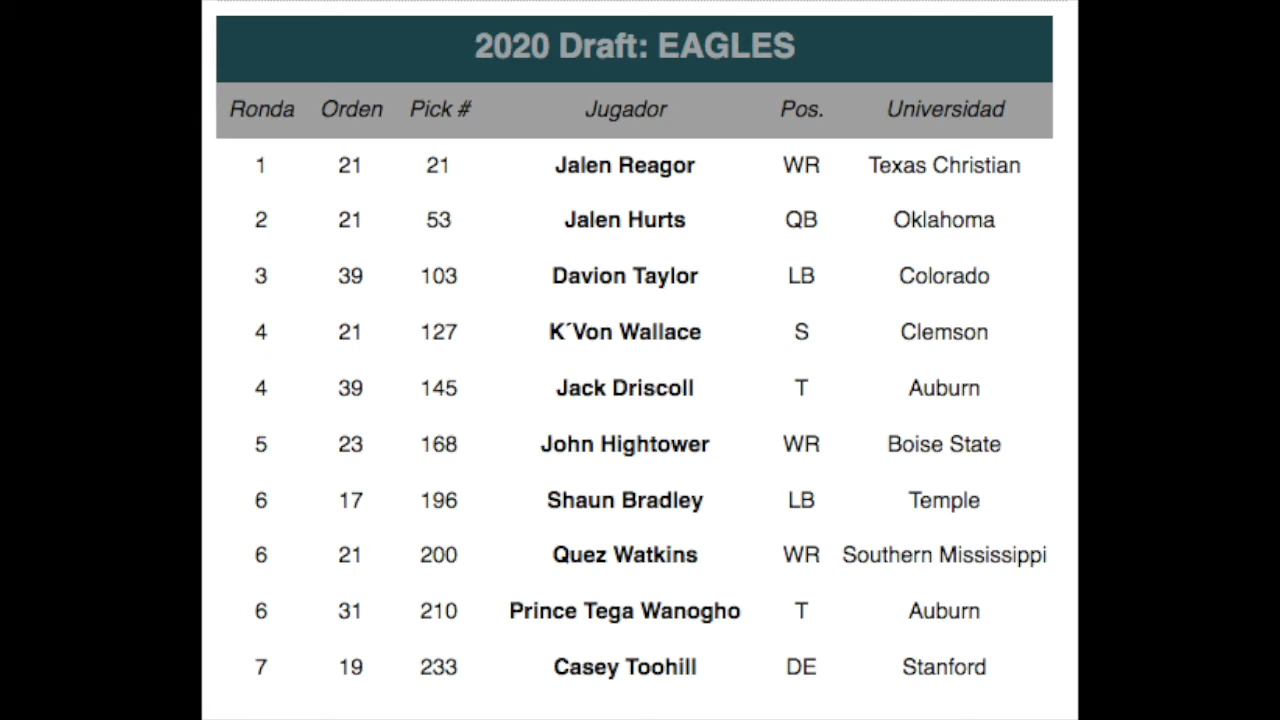 2020 Draft: EAGLES
Ronda Orden Pick # Jugador Pos. Universidad
1 21 21 Jalen Reagor WR Texas Christian
2 21 53 Jalen Hurts QB Oklahoma
3 39 103 Davion Taylor LB Colorado
4 21 127 K´Von Wallace S Clemson
4 39 145 Jack Driscoll T Auburn
5 23 168 John Hightower WR Boise State
6 17 196 Shaun Bradley LB Temple
6 21 200 Quez Watkins WR Southern Mississippi
6 31 210 Prince Tega Wanogho T Auburn
7 19 233 Casey Toohill DE Stanford